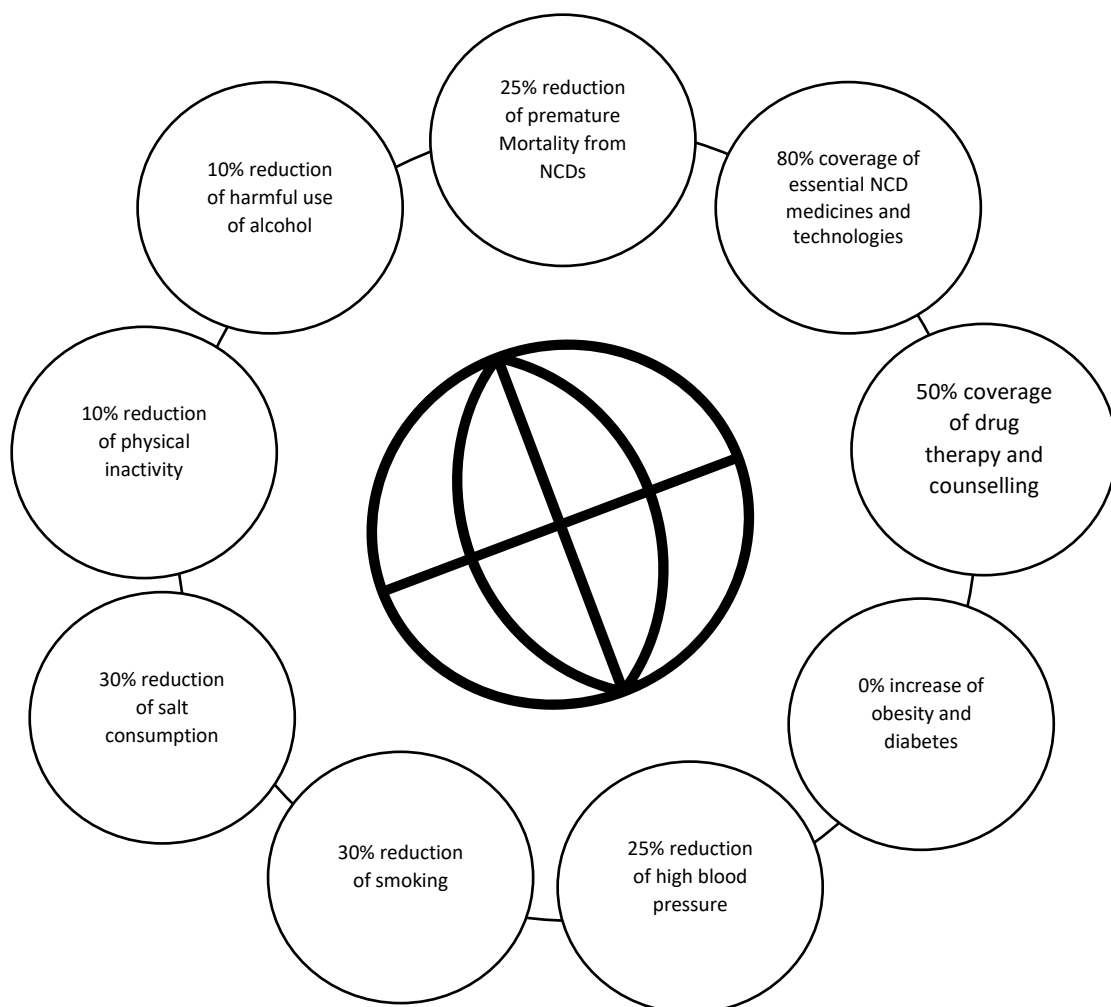 25% reduction
of premature
Mortality from
NCDs
80% coverage of
essential NCD
medicines and
technologies
50% coverage
of drug
therapy and
counselling
0% increase of
obesity and
diabetes
25% reduction
of high blood
pressure
30% reduction
of smoking
30% reduction
of salt
consumption
10% reduction
of physical
inactivity
10% reduction
of harmful use
of alcohol